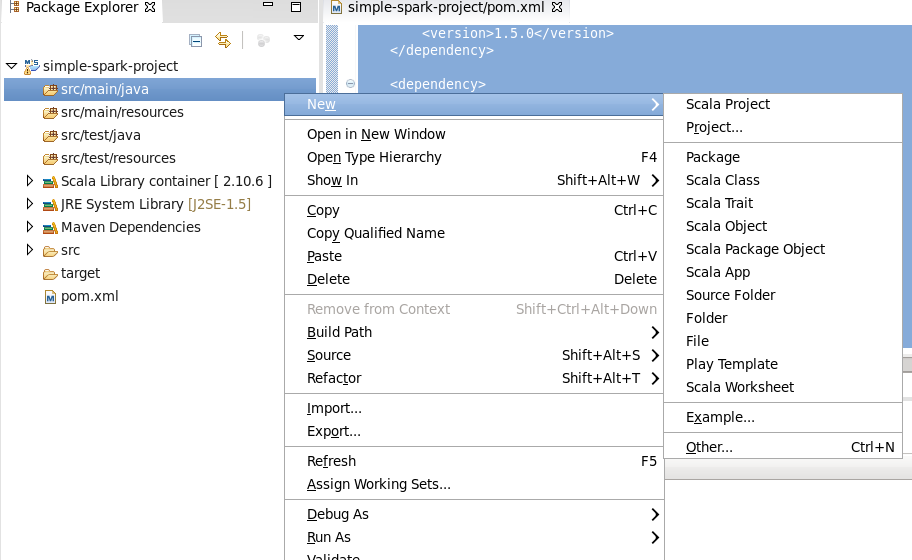 Package Explorer
simple-spark-project/pom.xml
<version>1.5.0</version>
</dependency>
<dependency>
simple-spark-project
src/main/java
src/main/resources
src/test/java
src/test/resources
Scala Library container [ 2.10.6 ]
JRE System Library [J2SE-1.5]
Maven Dependencies
src
target
pom.xml
New
Open in New Window
Open Type Hierarchy F4
Show In Shift+Alt+W
Copy Ctrl+C
Copy Qualified Name
Paste Ctrl+V
Delete Delete
Remove from Context Shift+Ctrl+Alt+Down
Build Path
Source Shift+Alt+S
Refactor Shift+Alt+T
Import...
Export...
Refresh F5
Assign Working Sets...
Debug As
Run As
Validate
Scala Project
Project...
Package
Scala Class
Scala Trait
Scala Object
Scala Package Object
Scala App
Source Folder
Folder
File
Play Template
Scala Worksheet
Example...
Other... Ctrl+N